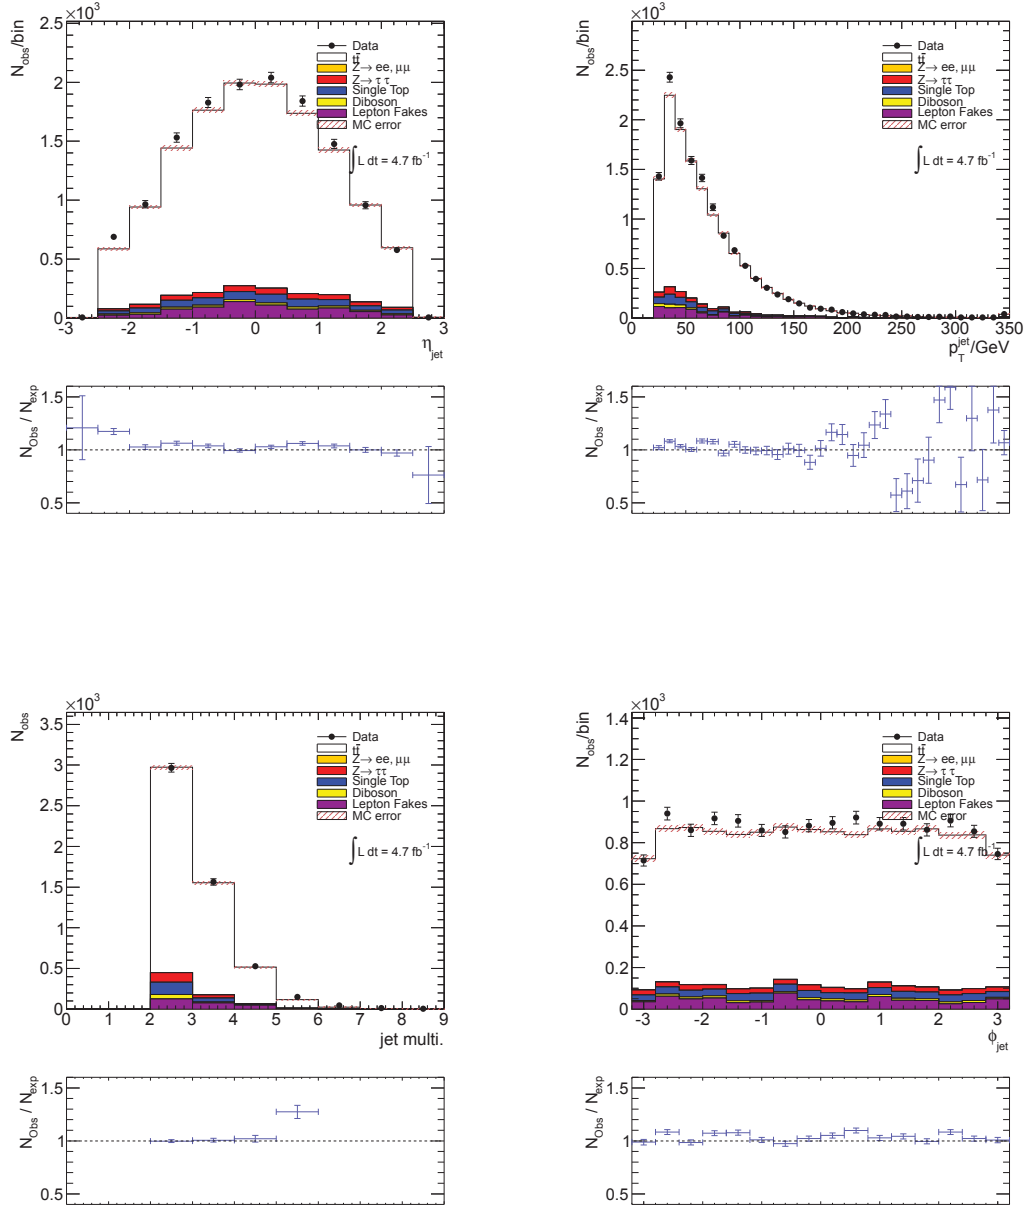 ×10³
N_obs/bin
2.5
2
1.5
1
0.5
0
-3 -2 -1 0 1 2 3
η_jet
Data
tt̄
Z→ ee, μμ
Z→ τ τ
Single Top
Diboson
Lepton Fakes
MC error
∫ L dt = 4.7 fb⁻¹
N_Obs / N_exp
1.5
1
0.5
×10³
N_obs/bin
2.5
2
1.5
1
0.5
0
0 50 100 150 200 250 300 350
p_T^jet/GeV
Data
tt̄
Z→ ee, μμ
Z→ τ τ
Single Top
Diboson
Lepton Fakes
MC error
∫ L dt = 4.7 fb⁻¹
N_Obs / N_exp
1.5
1
0.5
×10³
N_obs
3.5
3
2.5
2
1.5
1
0.5
0
0 1 2 3 4 5 6 7 8 9
jet multi.
Data
tt̄
Z→ ee, μμ
Z→ ττ
Single Top
Diboson
Lepton Fakes
MC error
∫ L dt = 4.7 fb⁻¹
N_Obs / N_exp
1.5
1
0.5
×10³
N_obs/bin
1.4
1.2
1
0.8
0.6
0.4
0.2
0
-3 -2 -1 0 1 2 3
ϕ_jet
Data
tt̄
Z→ ee, μμ
Z→ τ τ
Single Top
Diboson
Lepton Fakes
MC error
∫ L dt = 4.7 fb⁻¹
N_Obs / N_exp
1.5
1
0.5